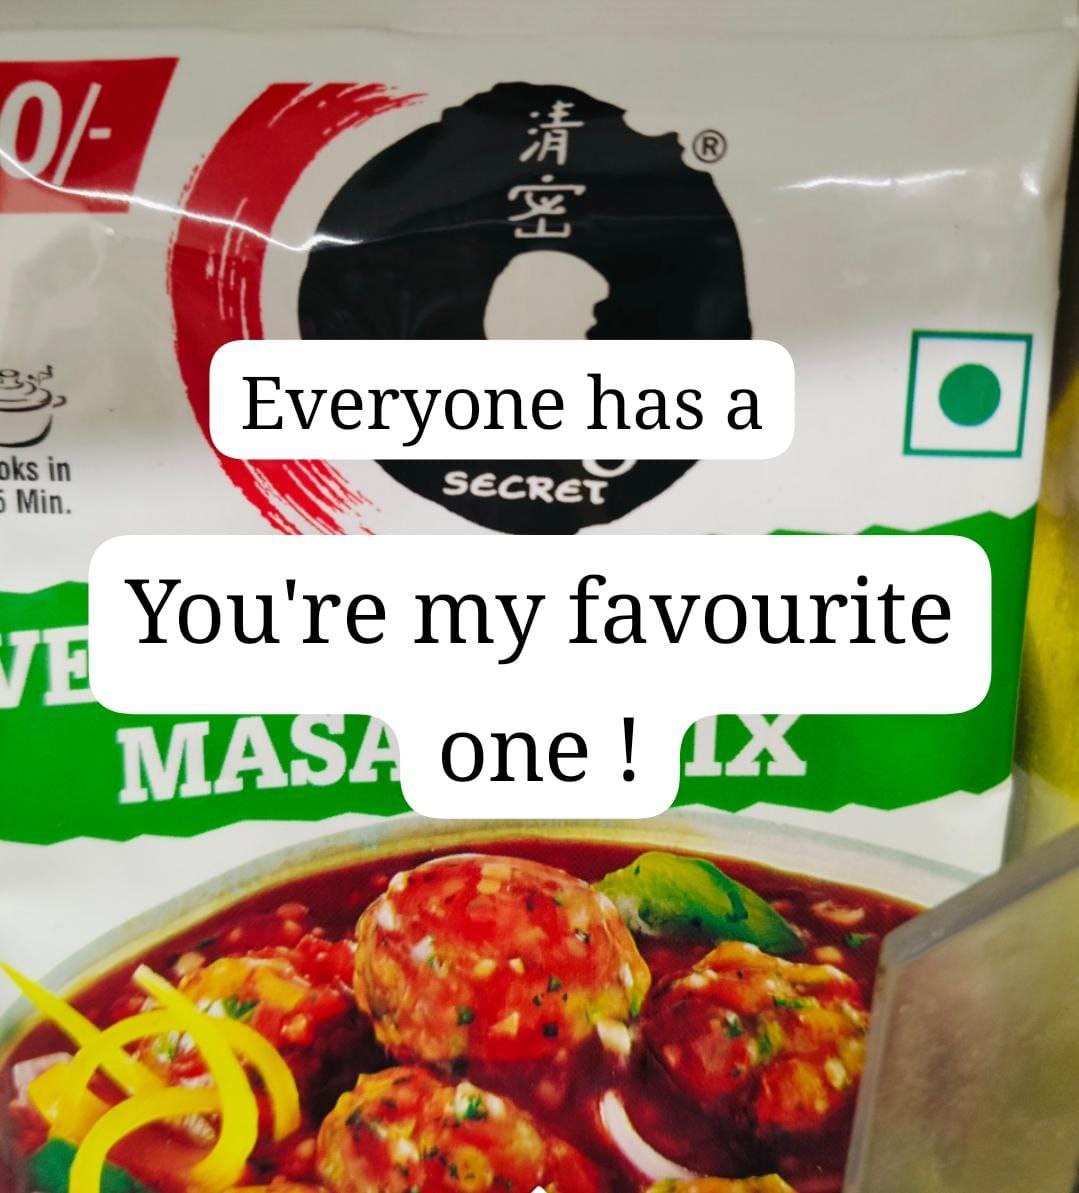 0/-
清
密
®
Everyone has a
SECRET
oks in
5 Min.
You're my favourite
one !
VE
MASA IX